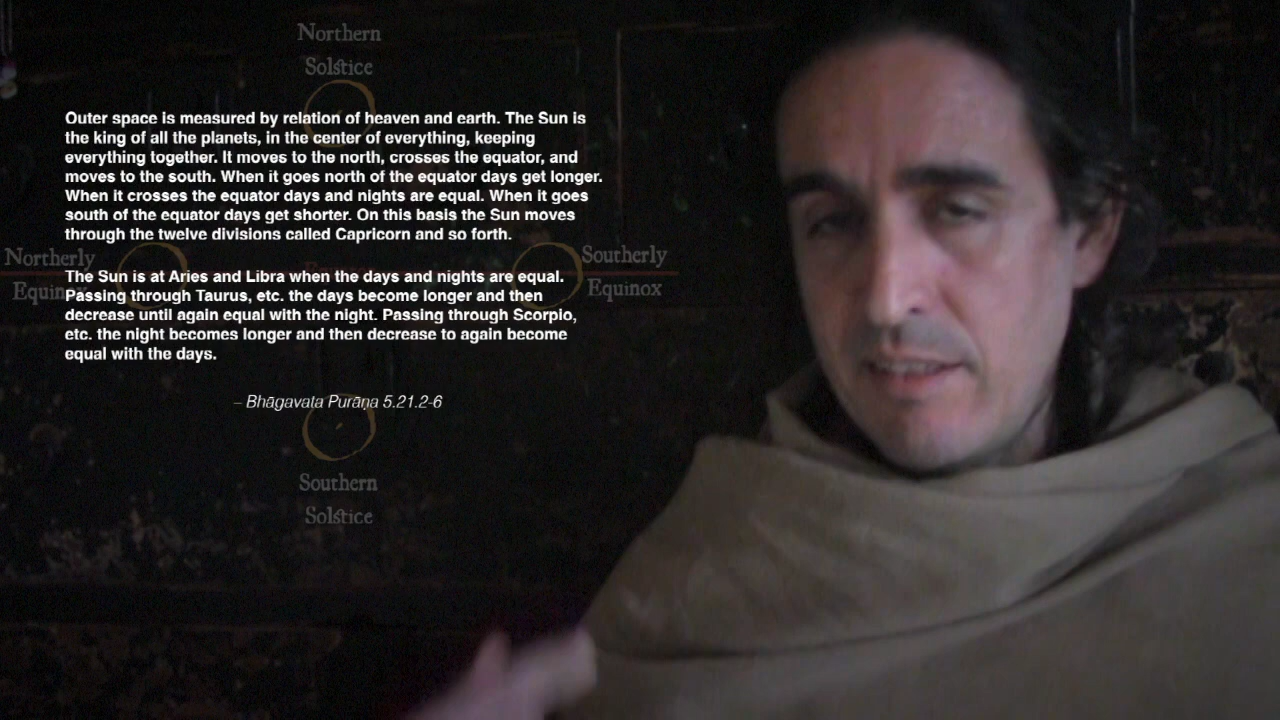 Northern
Solstice
Outer space is measured by relation of heaven and earth. The Sun is
the king of all the planets, in the center of everything, keeping
everything together. It moves to the north, crosses the equator, and
moves to the south. When it goes north of the equator days get longer.
When it crosses the equator days and nights are equal. When it goes
south of the equator days get shorter. On this basis the Sun moves
through the twelve divisions called Capricorn and so forth.
Northerly
Equinox
Southerly
Equinox
The Sun is at Aries and Libra when the days and nights are equal.
Passing through Taurus, etc. the days become longer and then
decrease until again equal with the night. Passing through Scorpio,
etc. the night becomes longer and then decrease to again become
equal with the days.
– Bhāgavata Purāṇa 5.21.2-6
Southern
Solstice